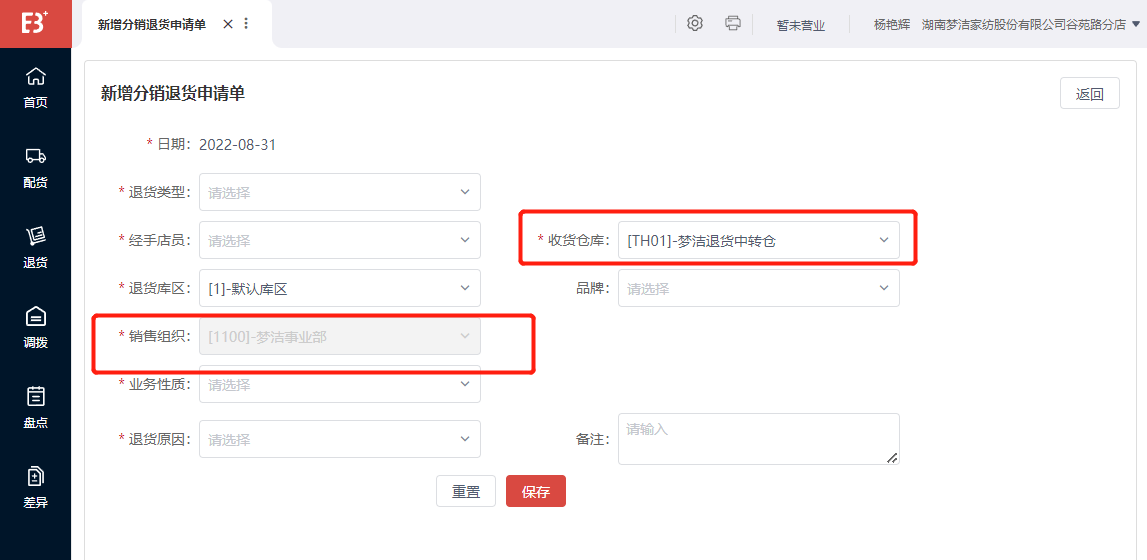 E3+
新增分销退货申请单
暂未营业
杨艳辉 湖南梦洁家纺股份有限公司谷苑路分店
首页
配货
退货
调拨
盘点
差异
新增分销退货申请单
返回
* 日期: 2022-08-31
* 退货类型: 请选择
* 经手店员: 请选择
* 收货仓库: [TH01]-梦洁退货中转仓
* 退货库区: [1]-默认库区
品牌: 请选择
* 销售组织: [1100]-梦洁事业部
* 业务性质: 请选择
* 退货原因: 请选择
备注: 请输入
重置
保存